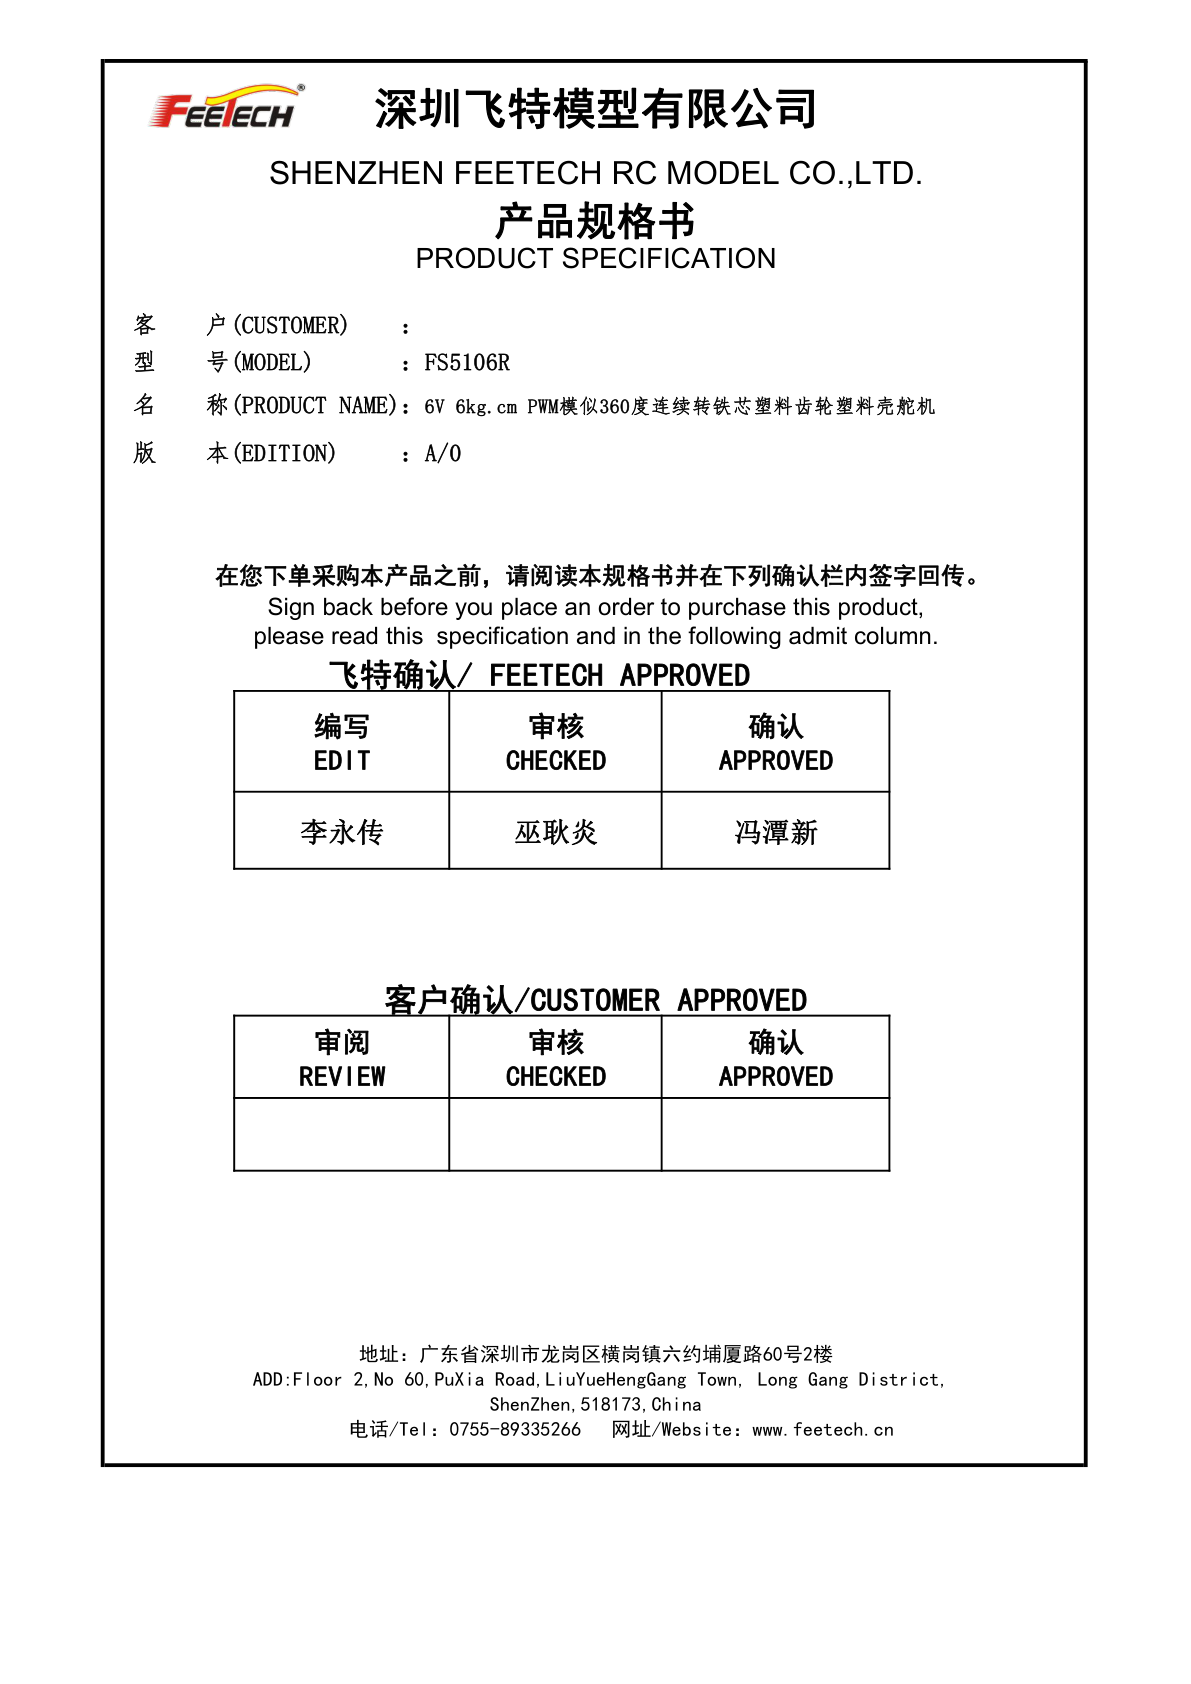 FEETECH®
深圳飞特模型有限公司
SHENZHEN FEETECH RC MODEL CO.,LTD.
产品规格书
PRODUCT SPECIFICATION
客 户(CUSTOMER) :
型 号(MODEL) :FS5106R
名 称(PRODUCT NAME):6V 6kg.cm PWM模似360度连续转铁芯塑料齿轮塑料壳舵机
版 本(EDITION) :A/0
在您下单采购本产品之前，请阅读本规格书并在下列确认栏内签字回传。
Sign back before you place an order to purchase this product,
please read this specification and in the following admit column.
飞特确认/ FEETECH APPROVED
编写 审核 确认
EDIT CHECKED APPROVED
李永传 巫耿炎 冯潭新
客户确认/CUSTOMER APPROVED
审阅 审核 确认
REVIEW CHECKED APPROVED
地址：广东省深圳市龙岗区横岗镇六约埔厦路60号2楼
ADD:Floor 2,No 60,PuXia Road,LiuYueHengGang Town, Long Gang District,
ShenZhen,518173,China
电话/Tel：0755-89335266 网址/Website：www.feetech.cn